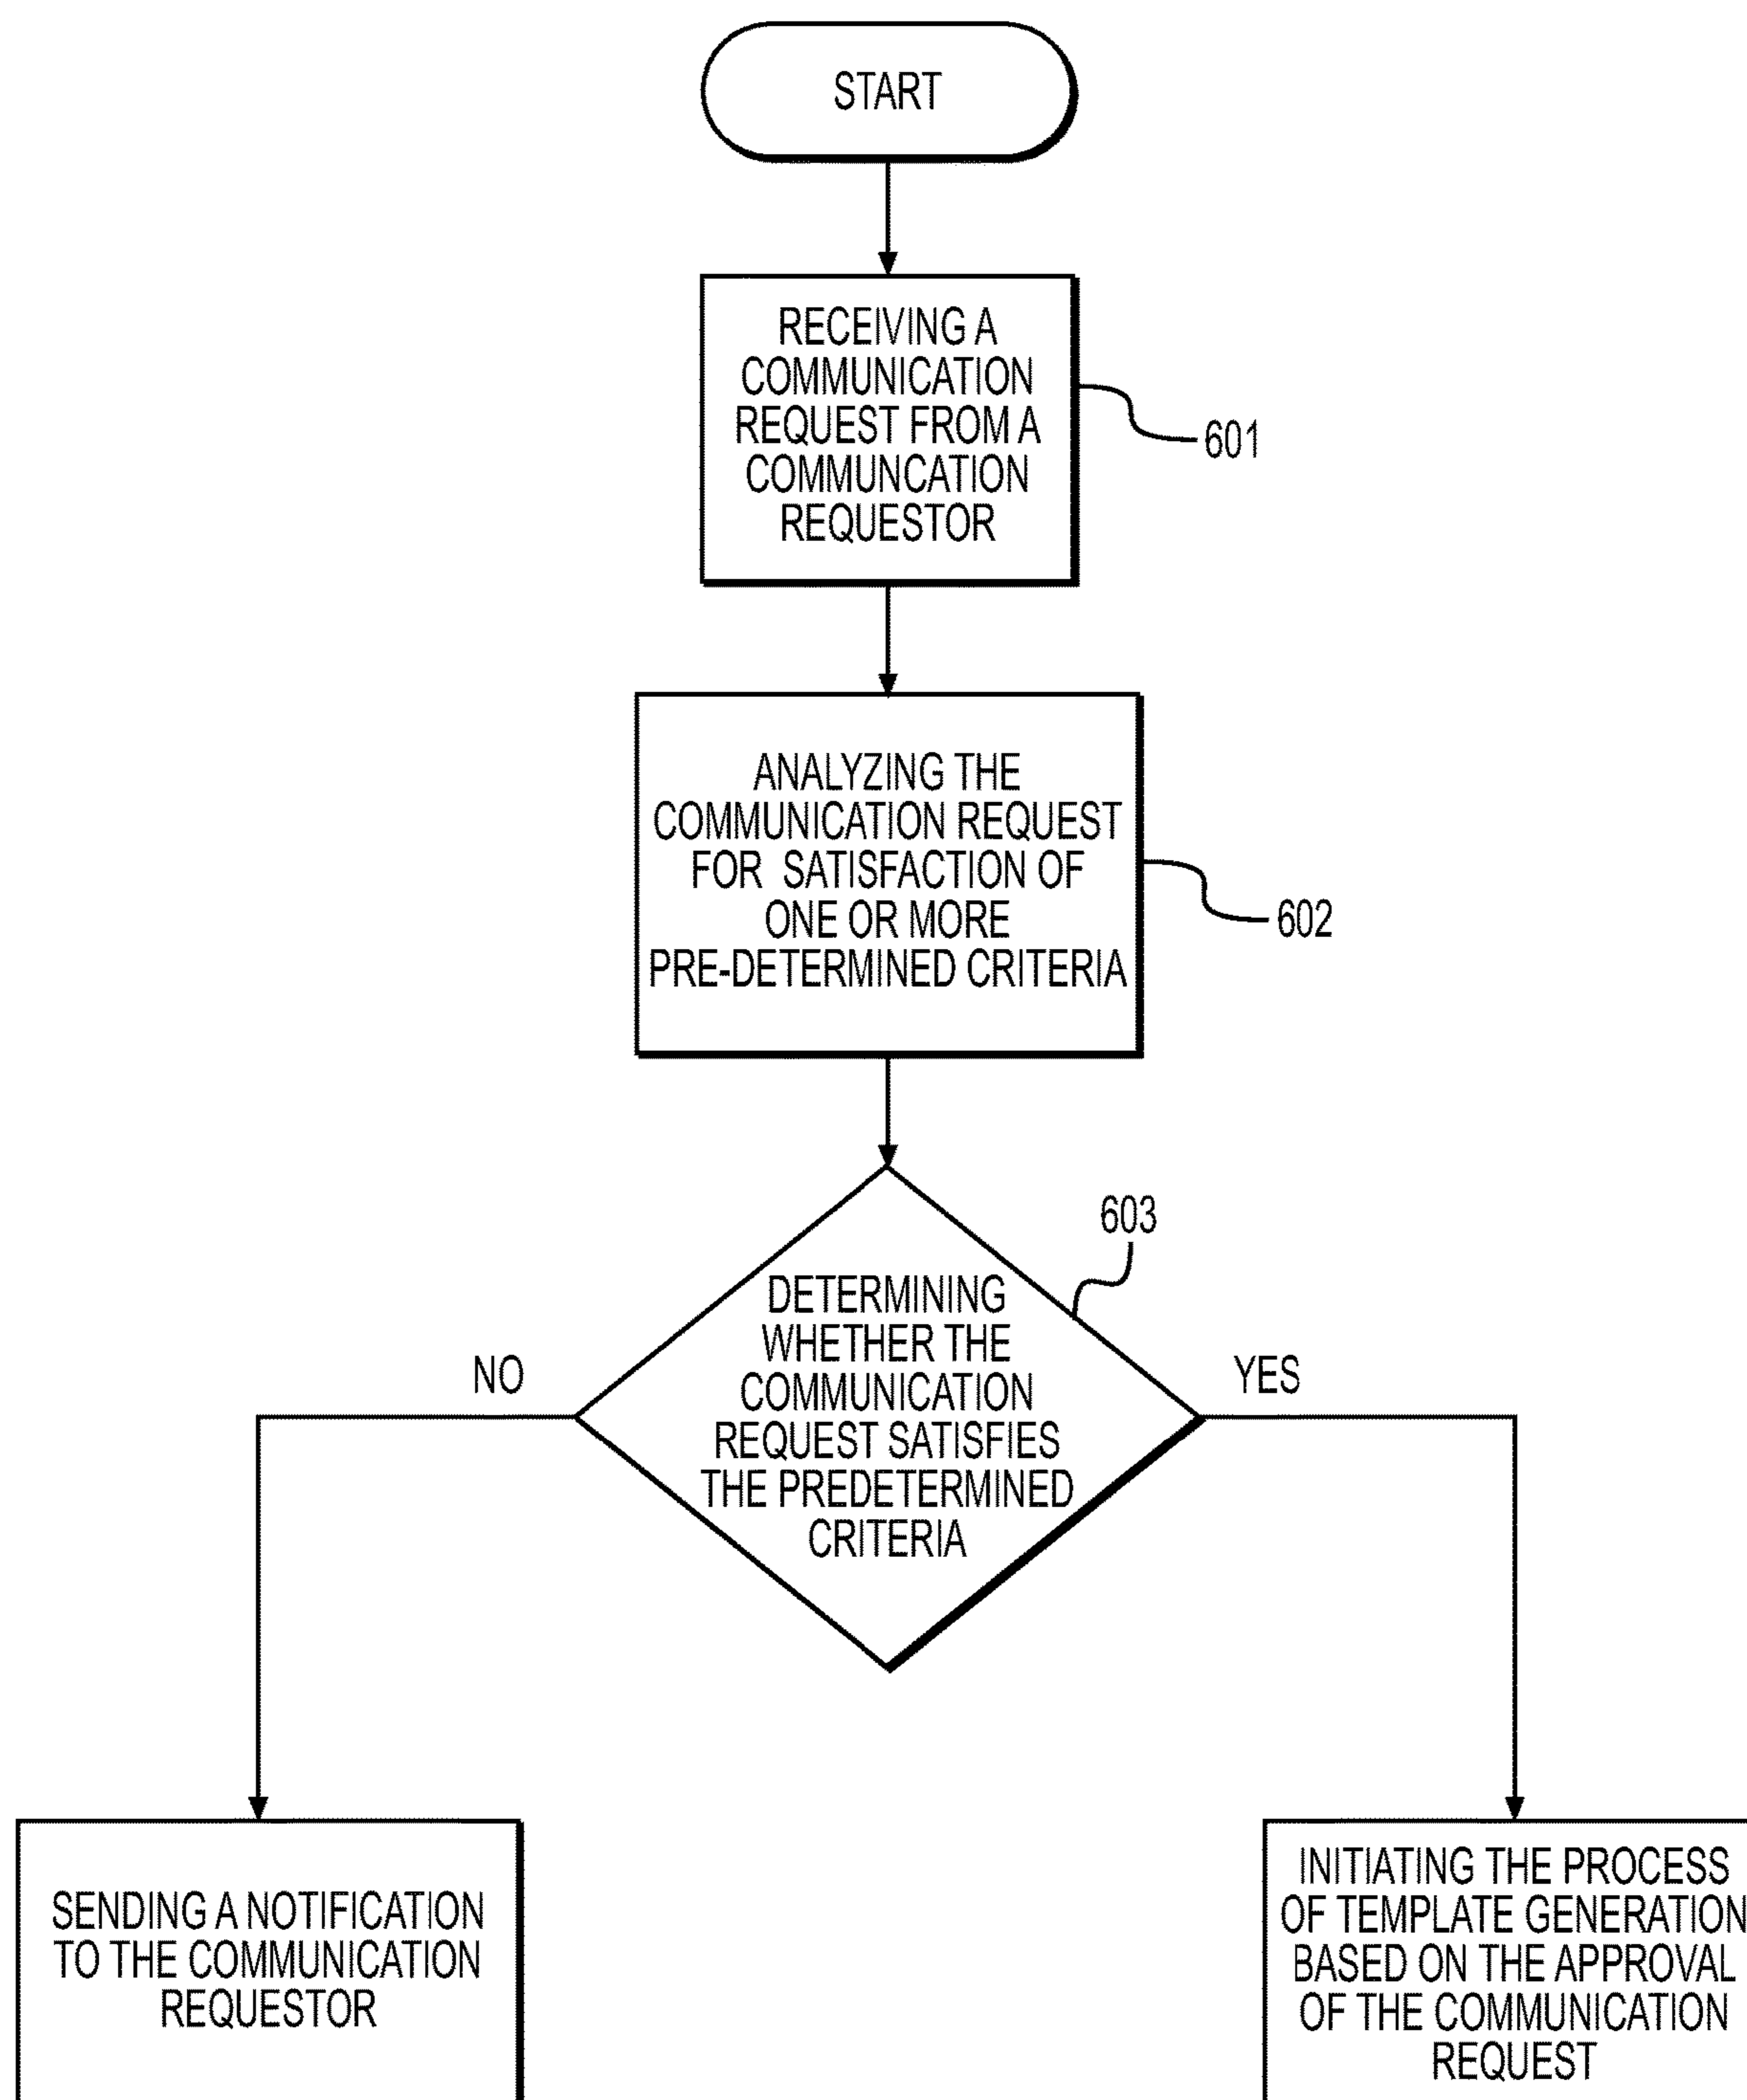 START
RECEIVING A
COMMUNICATION
REQUEST FROM A
COMMUNCATION
REQUESTOR
601
ANALYZING THE
COMMUNICATION REQUEST
FOR SATISFACTION OF
ONE OR MORE
PRE-DETERMINED CRITERIA
602
603
DETERMINING
WHETHER THE
COMMUNICATION
REQUEST SATISFIES
THE PREDETERMINED
CRITERIA
NO
YES
SENDING A NOTIFICATION
TO THE COMMUNICATION
REQUESTOR
INITIATING THE PROCESS
OF TEMPLATE GENERATION
BASED ON THE APPROVAL
OF THE COMMUNICATION
REQUEST